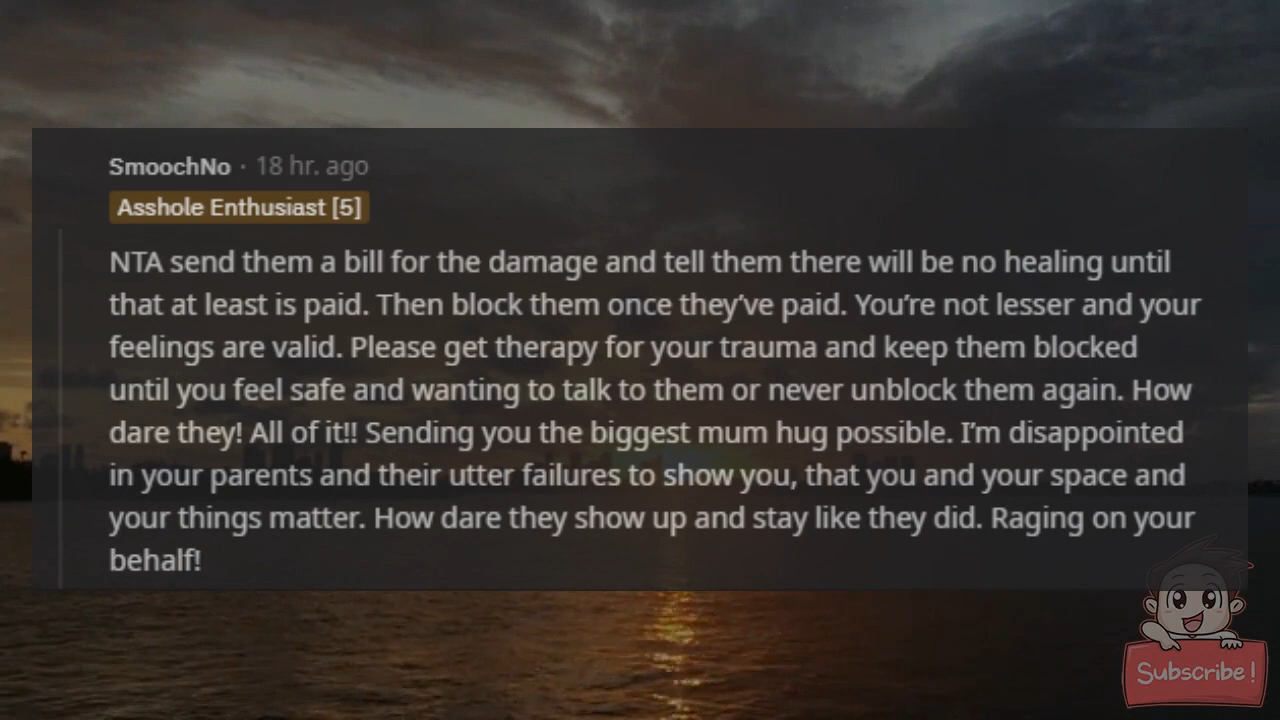 SmoochNo · 18 hr. ago
Asshole Enthusiast [5]
NTA send them a bill for the damage and tell them there will be no healing until
that at least is paid. Then block them once they’ve paid. You’re not lesser and your
feelings are valid. Please get therapy for your trauma and keep them blocked
until you feel safe and wanting to talk to them or never unblock them again. How
dare they! All of it!! Sending you the biggest mum hug possible. I’m disappointed
in your parents and their utter failures to show you, that you and your space and
your things matter. How dare they show up and stay like they did. Raging on your
behalf!
Subscribe!